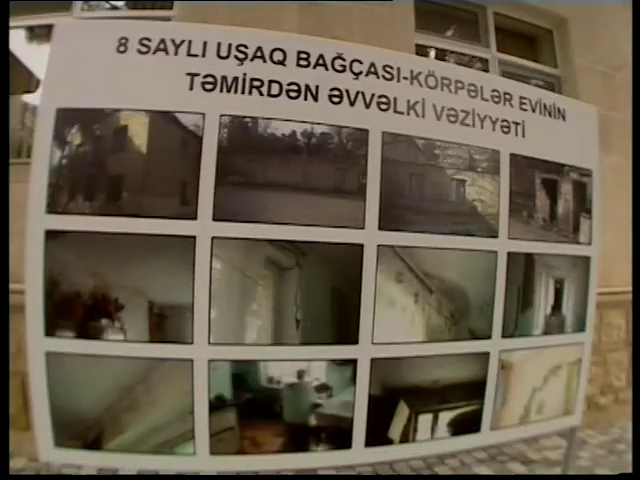 8 SAYLI UŞAQ BAĞÇASI-KÖRPƏLƏR EVİNİN
TƏMİRDƏN ƏVVƏLKİ VƏZİYYƏTİ